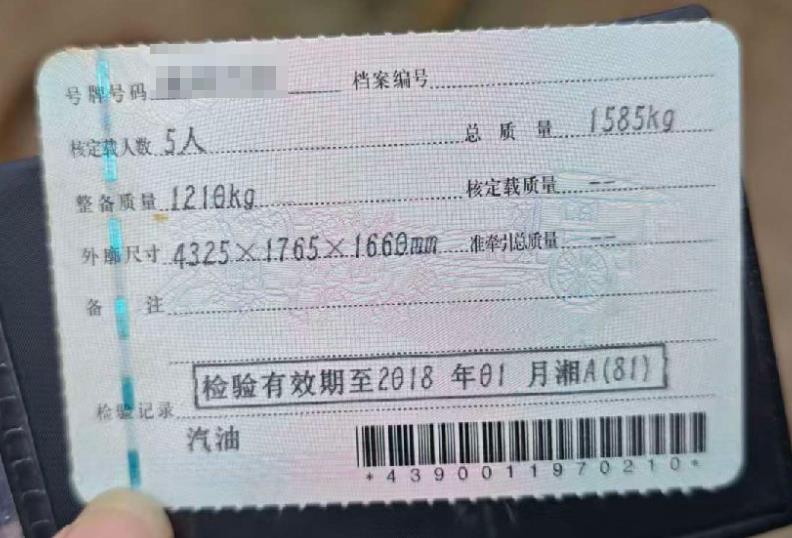 号牌号码 档案编号
核定载人数 5人 总质量 1585kg
整备质量 1210kg 核定载质量 --
外廓尺寸 4325×1765×1660mm 准牵引总质量 --
备注
检验有效期至2018年01月湘A(81)
检验记录
汽油
*4390011970210*